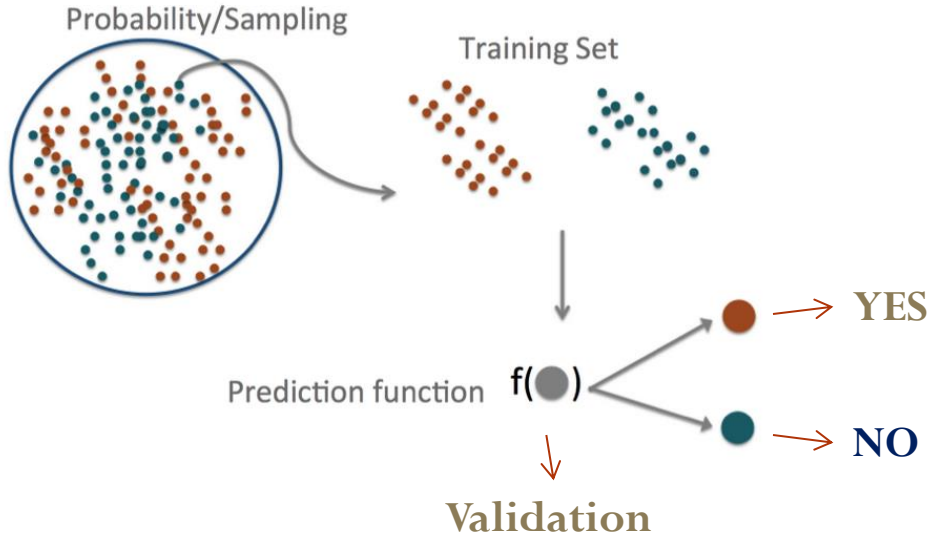 Probability/Sampling
Training Set
YES
Prediction function f( )
NO
Validation